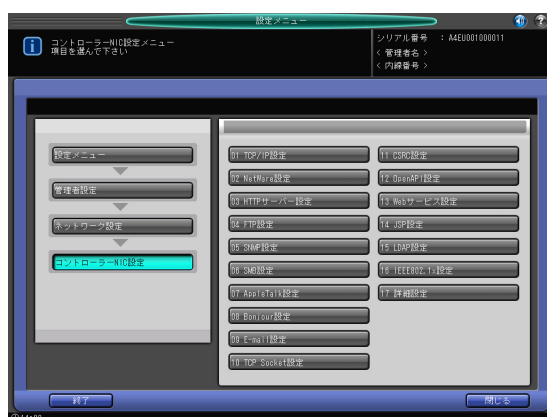 設定メニュー
コントローラーNIC設定メニュー
項目を選んで下さい
シリアル番号 : A4EU001000011
< 管理者名 >
< 内線番号 >
設定メニュー
管理者設定
ネットワーク設定
コントローラーNIC設定
01 TCP/IP設定
02 NetWare設定
03 HTTPサーバー設定
04 FTP設定
05 SNMP設定
06 SMB設定
07 AppleTalk設定
08 Bonjour設定
09 E-mail設定
10 TCP Socket設定
11 CSRC設定
12 OpenAPI設定
13 Webサービス設定
14 JSP設定
15 LDAP設定
16 IEEE802.1x設定
17 詳細設定
終了
閉じる